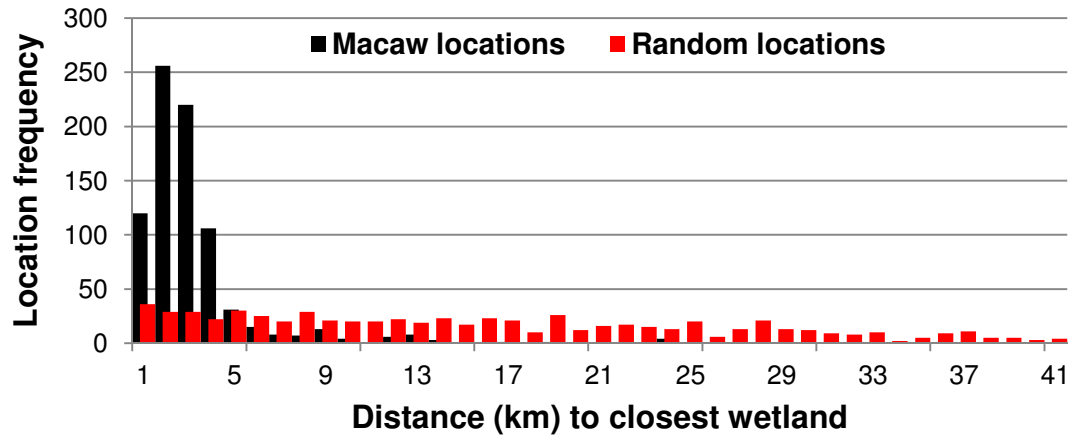 Location frequency
300
250
200
150
100
50
0
Macaw locations Random locations
1 5 9 13 17 21 25 29 33 37 41
Distance (km) to closest wetland